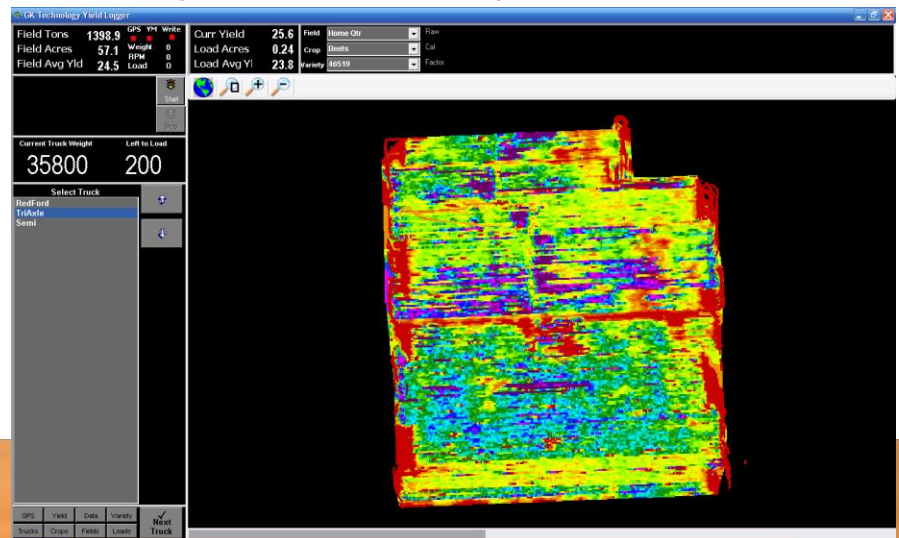 GK Technology Yield Logger
Field Tons 1398.9
GPS YM Write
Field Acres 57.1
Weight 0
RPM 0
Field Avg Yld 24.5
Load 0
Curr Yield 25.6
Load Acres 0.24
Load Avg Yl 23.8
Field Home Qtr
Crop Beets
Variety 46519
Raw
Cal
Factor
Start
Stop
Current Truck Weight
Left to Load
35800
200
Select Truck
RedFord
TriAxle
Semi
GPS Yield Data Variety
Trucks Crops Fields Loads
Next
Truck